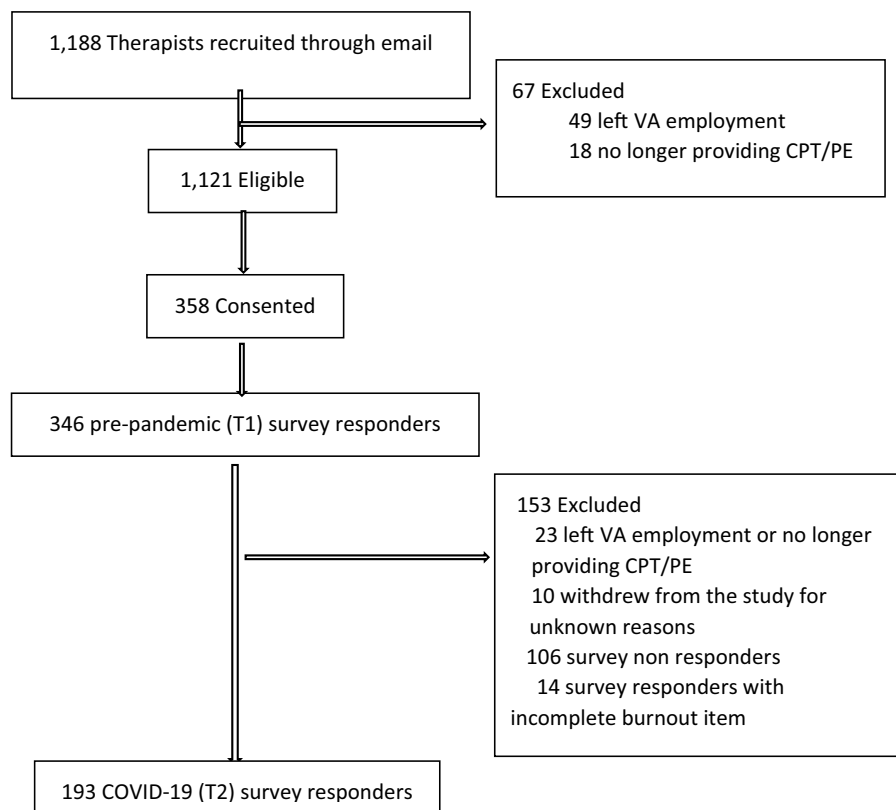 1,188 Therapists recruited through email
67 Excluded
49 left VA employment
18 no longer providing CPT/PE
1,121 Eligible
358 Consented
346 pre-pandemic (T1) survey responders
153 Excluded
23 left VA employment or no longer
providing CPT/PE
10 withdrew from the study for
unknown reasons
106 survey non responders
14 survey responders with
incomplete burnout item
193 COVID-19 (T2) survey responders